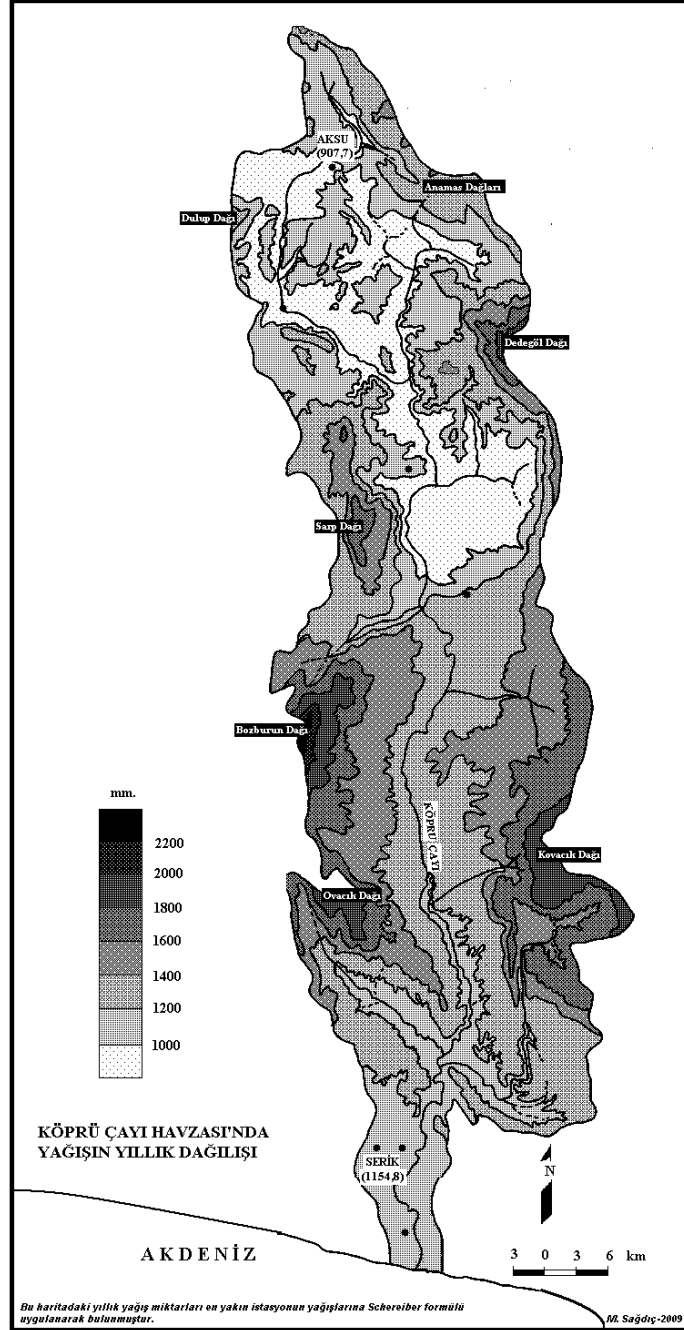 AKSU
(907,7)
Anamas Dağları
Dulup Dağı
Dedegöl Dağı
Sarp Dağı
Bozburun Dağı
mm.
2200
2000
1800
1600
1400
1200
1000
KÖPRÜ ÇAYI
Kovacık Dağı
Ovacık Dağı
KÖPRÜ ÇAYI HAVZASI'NDA
YAĞIŞIN YILLIK DAĞILIŞI
SERİK
(1154,8)
N
AKDENİZ
3 0 3 6 km
Bu haritadaki yıllık yağış miktarları en yakın istasyonun yağışlarına Schereiber formülü
uygulanarak bulunmuştur.
M. Sağdıç-2009